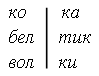 ко | ка
бел | тик
вол | ки